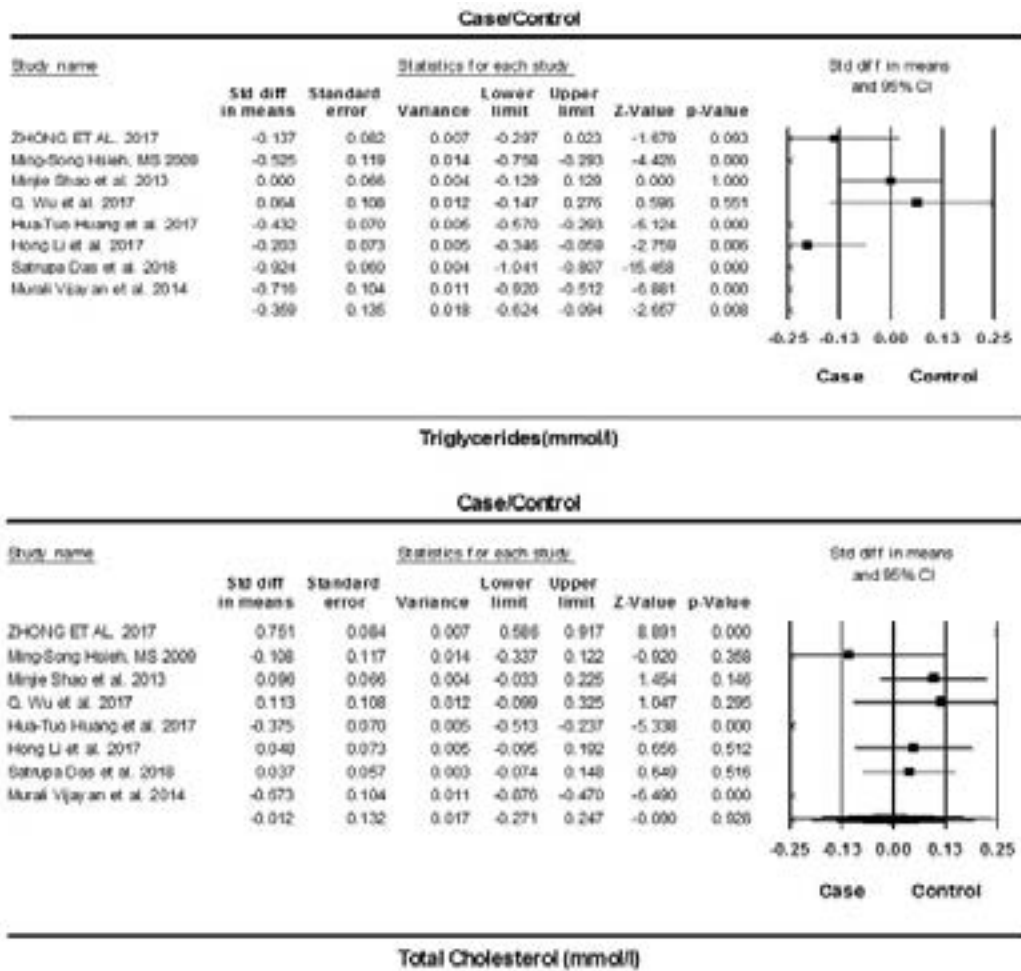 Case/Control
Study name Statistics for each study Std diff in means
and 95% CI
Std diff Standard Lower Upper
in means error Variance limit limit Z-Value p-Value
ZHONG ET AL. 2017 -0.137 0.082 0.007 -0.297 0.023 -1.679 0.093
Ming-Song Hsieh, MS 2009 -0.525 0.119 0.014 -0.758 -0.293 -4.426 0.000
Minjie Shao et al. 2013 0.000 0.066 0.004 -0.129 0.129 0.000 1.000
Q. Wu et al. 2017 0.064 0.108 0.012 -0.147 0.276 0.596 0.551
Hua-Tuo Huang et al. 2017 -0.432 0.070 0.005 -0.570 -0.293 -6.124 0.000
Hong Li et al. 2017 -0.203 0.073 0.005 -0.346 -0.059 -2.759 0.006
Satrupa Das et al. 2018 -0.924 0.060 0.004 -1.041 -0.807 -15.458 0.000
Murali Vijayan et al. 2014 -0.716 0.104 0.011 -0.920 -0.512 -6.881 0.000
-0.359 0.135 0.018 -0.624 -0.094 -2.657 0.008
-0.25 -0.13 0.00 0.13 0.25
Case Control
Triglycerides(mmol/l)
Case/Control
Study name Statistics for each study Std diff in means
and 95% CI
Std diff Standard Lower Upper
in means error Variance limit limit Z-Value p-Value
ZHONG ET AL. 2017 0.751 0.084 0.007 0.586 0.917 8.891 0.000
Ming-Song Hsieh, MS 2009 -0.108 0.117 0.014 -0.337 0.122 -0.920 0.358
Minjie Shao et al. 2013 0.096 0.066 0.004 -0.033 0.225 1.454 0.146
Q. Wu et al. 2017 0.113 0.108 0.012 -0.099 0.325 1.047 0.295
Hua-Tuo Huang et al. 2017 -0.375 0.070 0.005 -0.513 -0.237 -5.338 0.000
Hong Li et al. 2017 0.048 0.073 0.005 -0.095 0.192 0.656 0.512
Satrupa Das et al. 2018 0.037 0.057 0.003 -0.074 0.148 0.649 0.516
Murali Vijayan et al. 2014 -0.673 0.104 0.011 -0.876 -0.470 -6.490 0.000
-0.012 0.132 0.017 -0.271 0.247 -0.090 0.928
-0.25 -0.13 0.00 0.13 0.25
Case Control
Total Cholesterol (mmol/l)